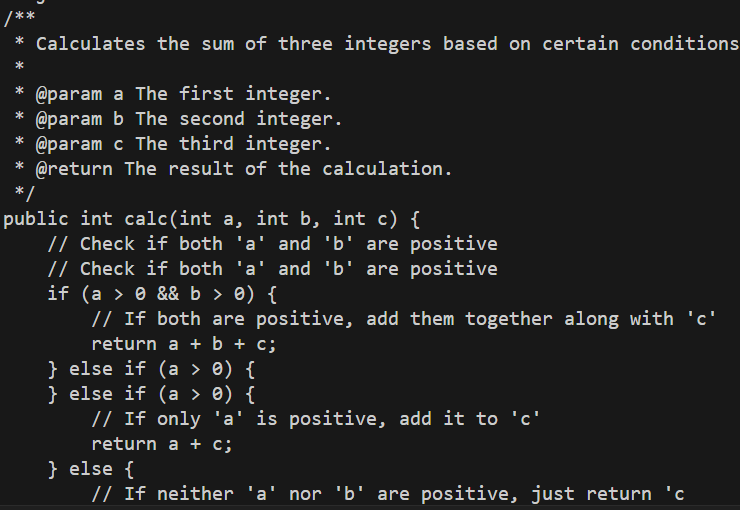 /**
 * Calculates the sum of three integers based on certain conditions
 *
 * @param a The first integer.
 * @param b The second integer.
 * @param c The third integer.
 * @return The result of the calculation.
 */
public int calc(int a, int b, int c) {
    // Check if both 'a' and 'b' are positive
    // Check if both 'a' and 'b' are positive
    if (a > 0 && b > 0) {
        // If both are positive, add them together along with 'c'
        return a + b + c;
    } else if (a > 0) {
    } else if (a > 0) {
        // If only 'a' is positive, add it to 'c'
        return a + c;
    } else {
        // If neither 'a' nor 'b' are positive, just return 'c